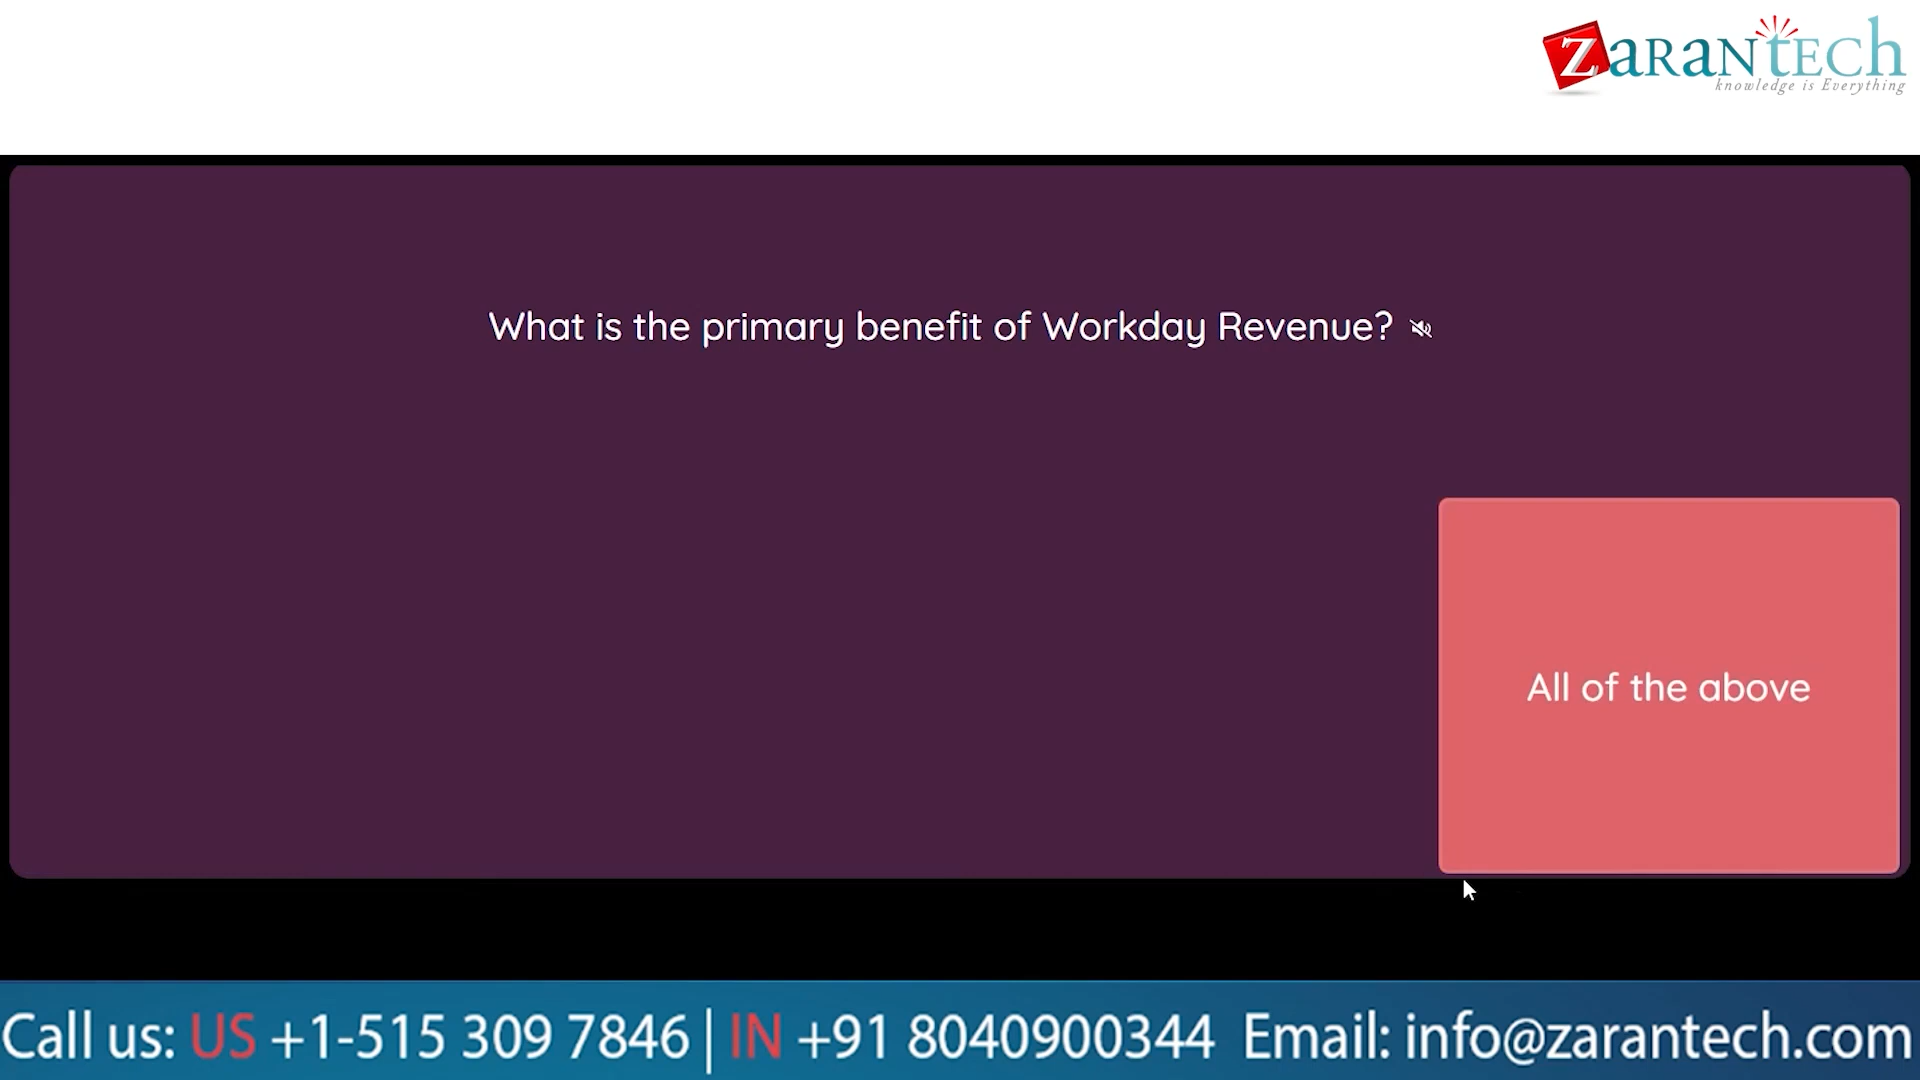 ZaranTech
knowledge is Everything
What is the primary benefit of Workday Revenue?
All of the above
Call us: US +1-515 309 7846 | IN +91 8040900344 Email: info@zarantech.com